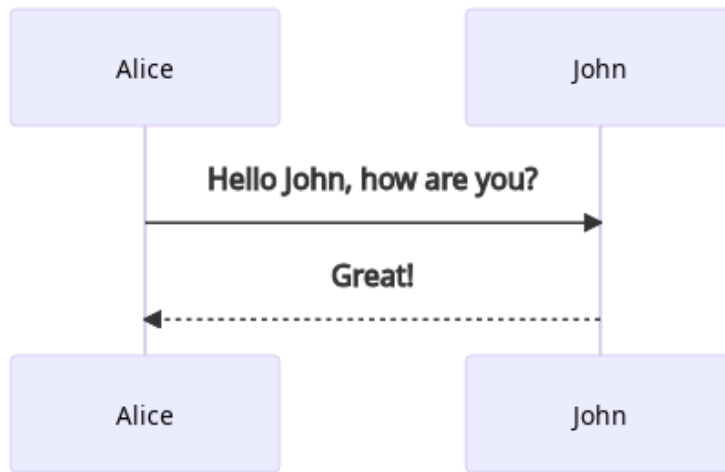 Alice
John
Hello John, how are you?
Great!
Alice
John